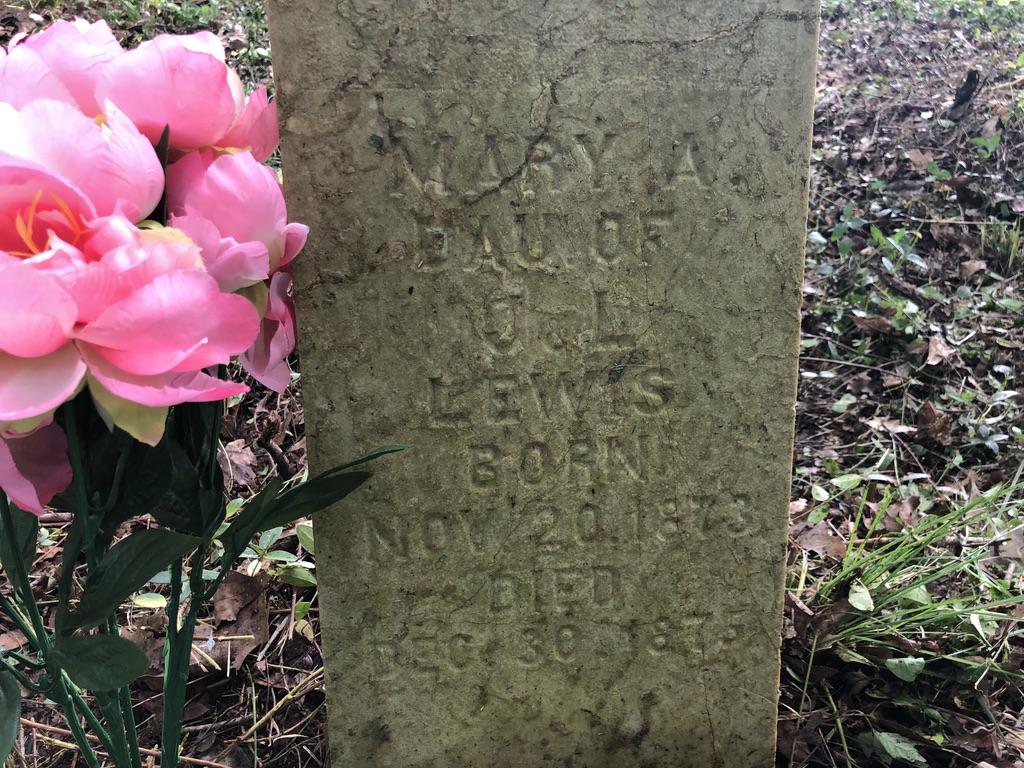 MARY A.
DAU. OF
J. & L.
LEWIS
BORN
NOV. 20. 1873.
DIED
DEC. 30